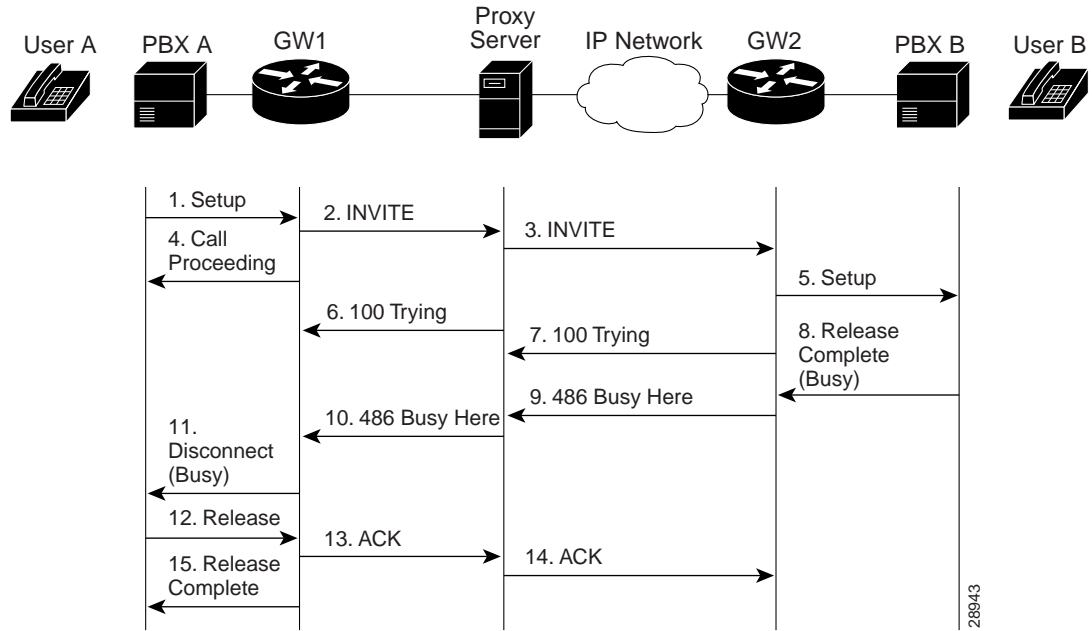 User A
PBX A
GW1
Proxy
Server
IP Network
GW2
PBX B
User B
1. Setup
2. INVITE
3. INVITE
4. Call
Proceeding
5. Setup
6. 100 Trying
7. 100 Trying
8. Release
Complete
(Busy)
9. 486 Busy Here
10. 486 Busy Here
11.
Disconnect
(Busy)
12. Release
13. ACK
14. ACK
15. Release
Complete
28943